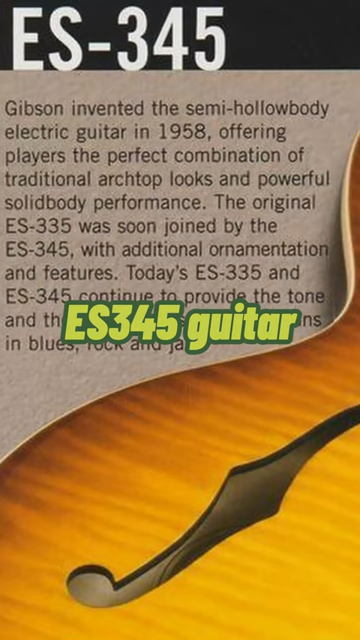 ES-345
Gibson invented the semi-hollowbody
electric guitar in 1958, offering
players the perfect combination of
traditional archtop looks and powerful
solidbody performance. The original
ES-335 was soon joined by the
ES-345, with additional ornamentation
and features. Today's ES-335 and
ES-345 continue to provide the tone
and
ES345 guitar
in blues, rock and